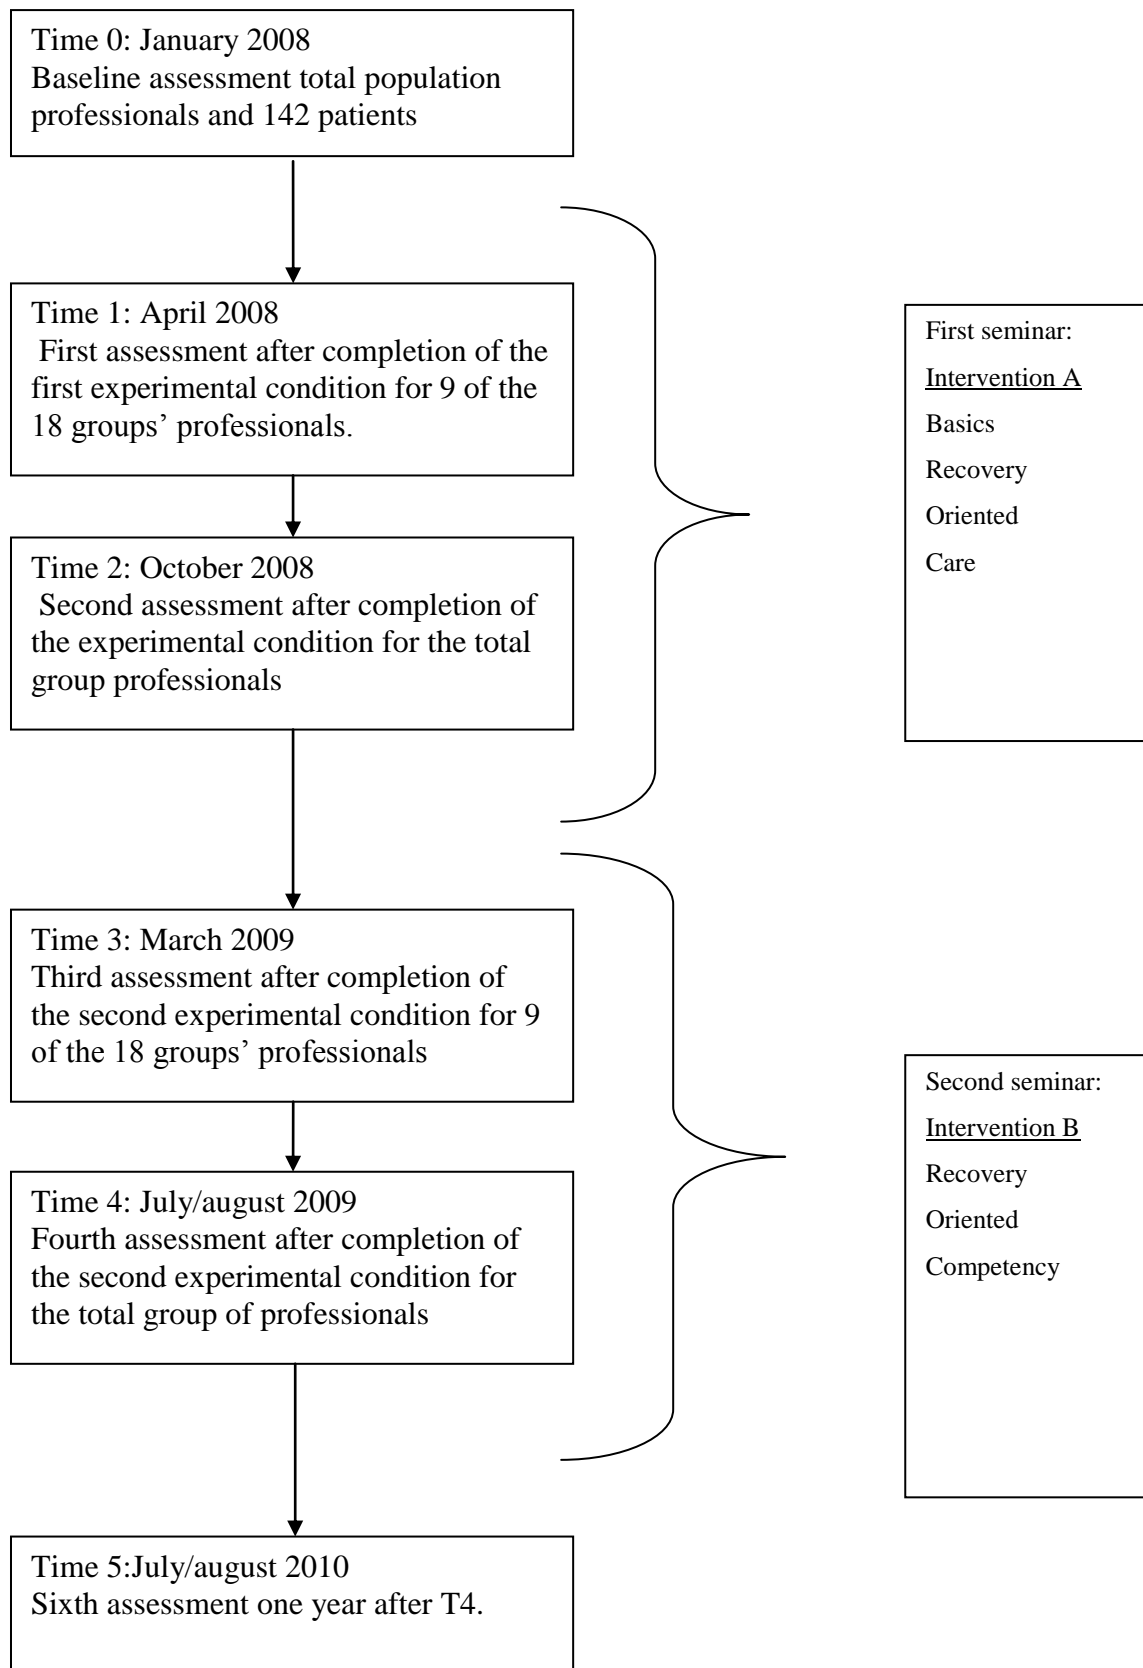 Time 0: January 2008
Baseline assessment total population
professionals and 142 patients
Time 1: April 2008
First assessment after completion of the
first experimental condition for 9 of the
18 groups’ professionals.
Time 2: October 2008
Second assessment after completion of
the experimental condition for the total
group professionals
First seminar:
Intervention A
Basics
Recovery
Oriented
Care
Time 3: March 2009
Third assessment after completion of
the second experimental condition for 9
of the 18 groups’ professionals
Time 4: July/august 2009
Fourth assessment after completion of
the second experimental condition for
the total group of professionals
Second seminar:
Intervention B
Recovery
Oriented
Competency
Time 5:July/august 2010
Sixth assessment one year after T4.